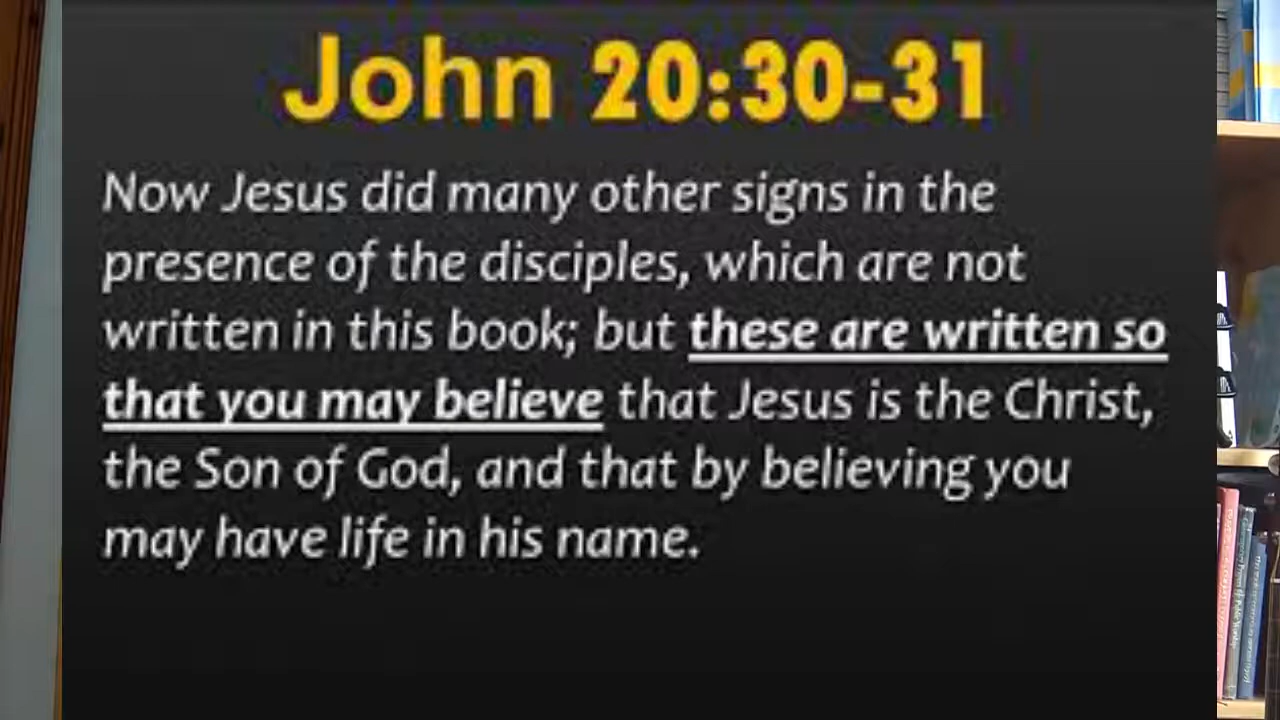 John 20:30-31
Now Jesus did many other signs in the
presence of the disciples, which are not
written in this book; but these are written so
that you may believe that Jesus is the Christ,
the Son of God, and that by believing you
may have life in his name.